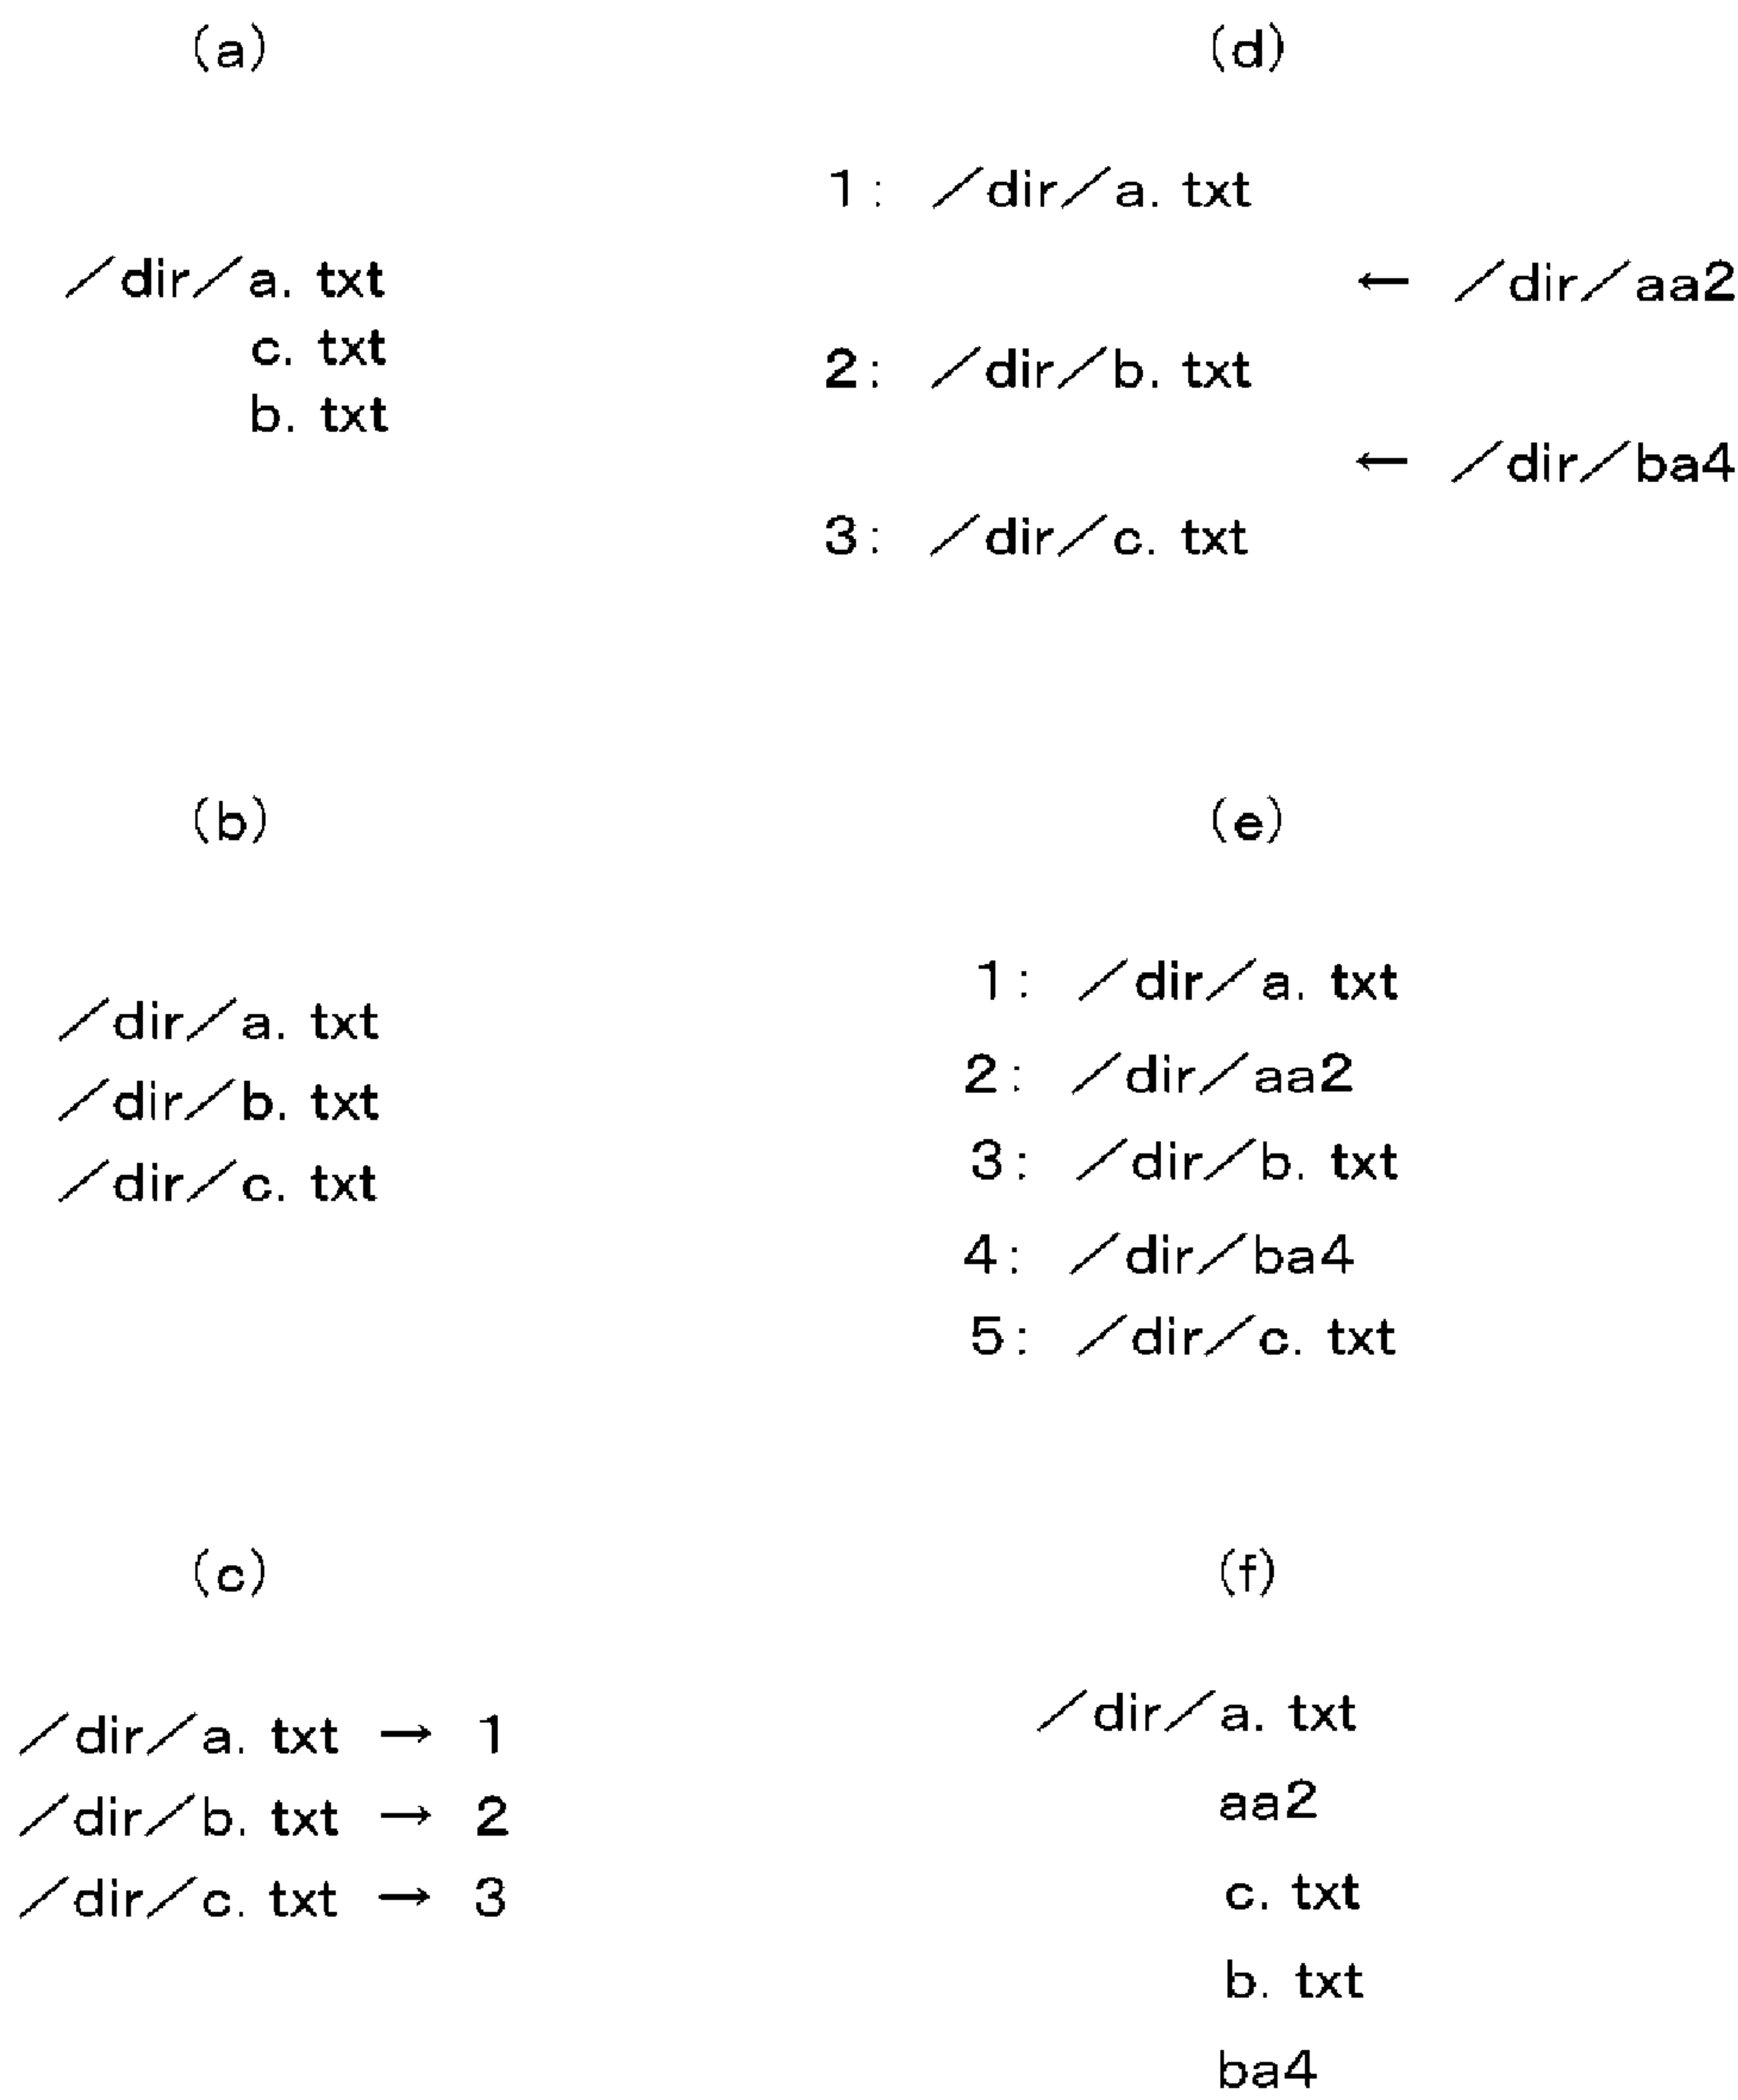 (a)
／dir／a. txt
c. txt
b. txt
(b)
／dir／a. txt
／dir／b. txt
／dir／c. txt
(c)
／dir／a. txt → 1
／dir／b. txt → 2
／dir／c. txt → 3
(d)
1: ／dir／a. txt
← ／dir／aa2
2: ／dir／b. txt
← ／dir／ba4
3: ／dir／c. txt
(e)
1: ／dir／a. txt
2: ／dir／aa2
3: ／dir／b. txt
4: ／dir／ba4
5: ／dir／c. txt
(f)
／dir／a. txt
aa2
c. txt
b. txt
ba4